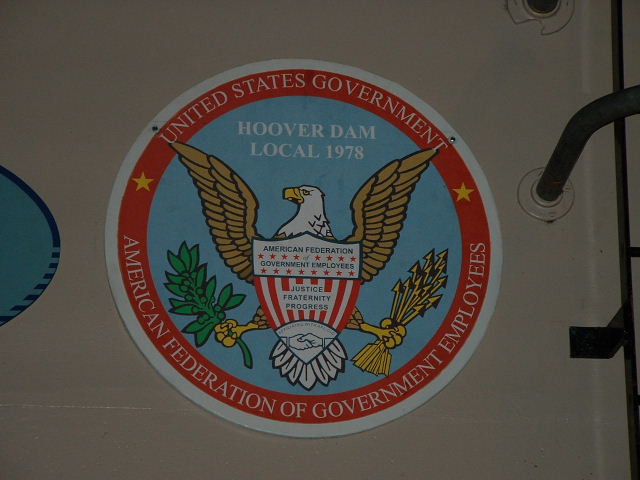 UNITED STATES GOVERNMENT
HOOVER DAM
LOCAL 1978
AMERICAN FEDERATION
of
GOVERNMENT EMPLOYEES
JUSTICE
FRATERNITY
PROGRESS
AMERICAN FEDERATION OF GOVERNMENT EMPLOYEES